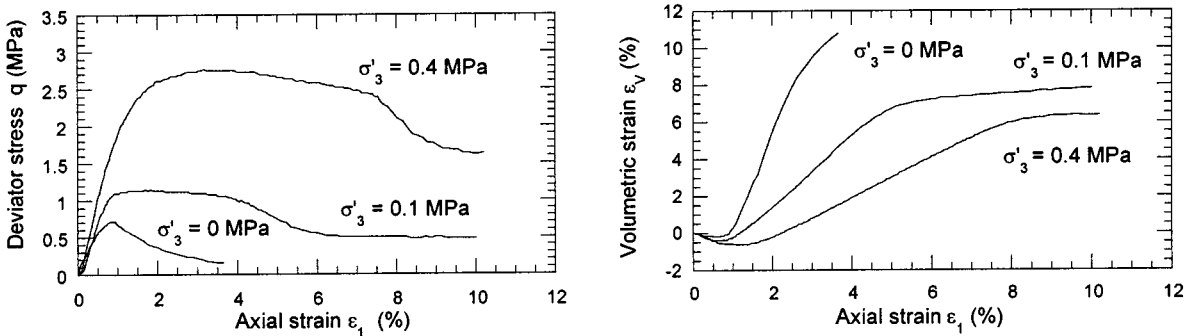 Deviator stress q (MPa)
3.5
3
2.5
2
1.5
1
0.5
0
σ'3 = 0.4 MPa
σ'3 = 0.1 MPa
σ'3 = 0 MPa
0 2 4 6 8 10 12
Axial strain ε1 (%)
Volumetric strain εV (%)
12
10
8
6
4
2
0
-2
σ'3 = 0 MPa
σ'3 = 0.1 MPa
σ'3 = 0.4 MPa
0 2 4 6 8 10 12
Axial strain ε1 (%)